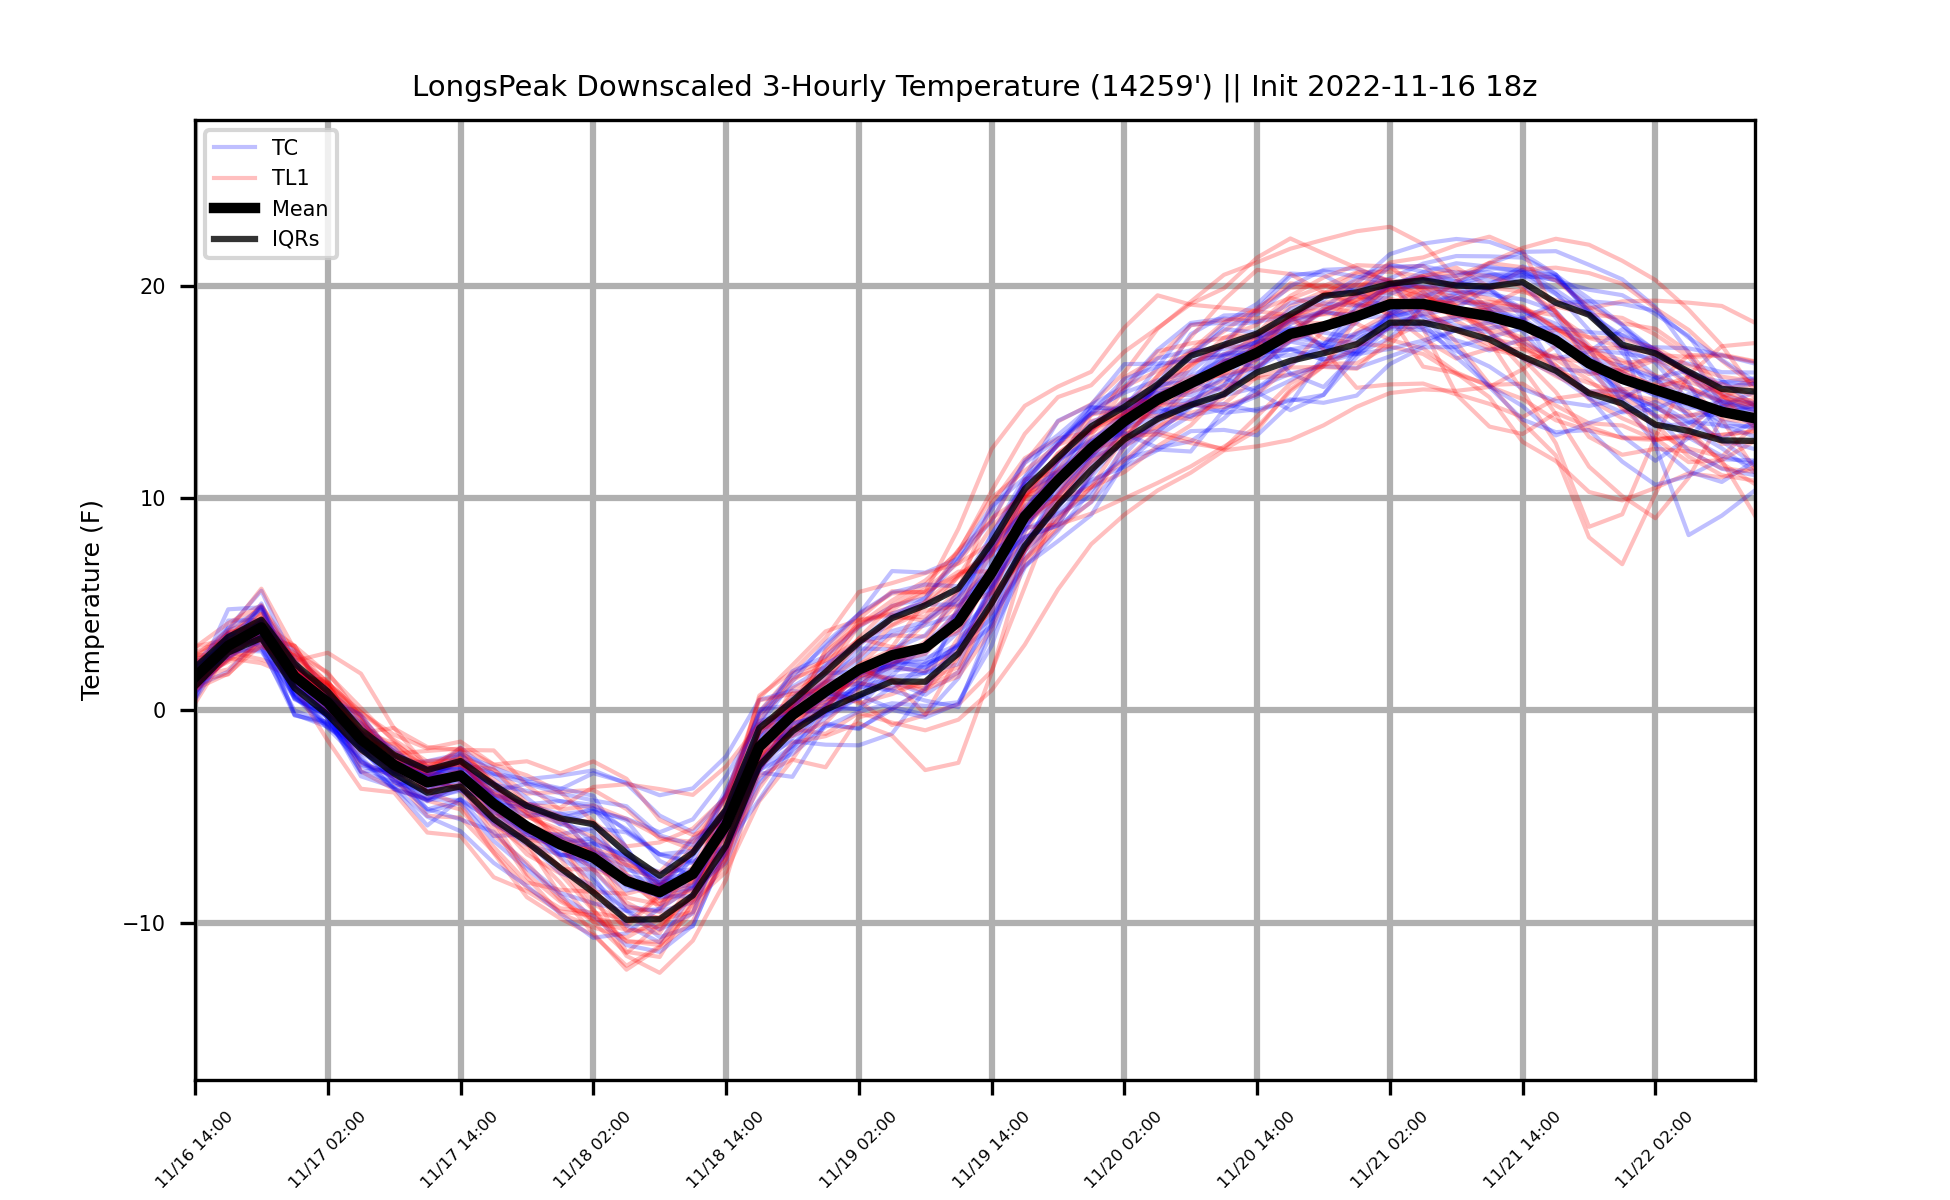 LongsPeak Downscaled 3-Hourly Temperature (14259') || Init 2022-11-16 18z
TC
TL1
Mean
IQRs
Temperature (F)
20
10
0
−10
11/16 14:00
11/17 02:00
11/17 14:00
11/18 02:00
11/18 14:00
11/19 02:00
11/19 14:00
11/20 02:00
11/20 14:00
11/21 02:00
11/21 14:00
11/22 02:00